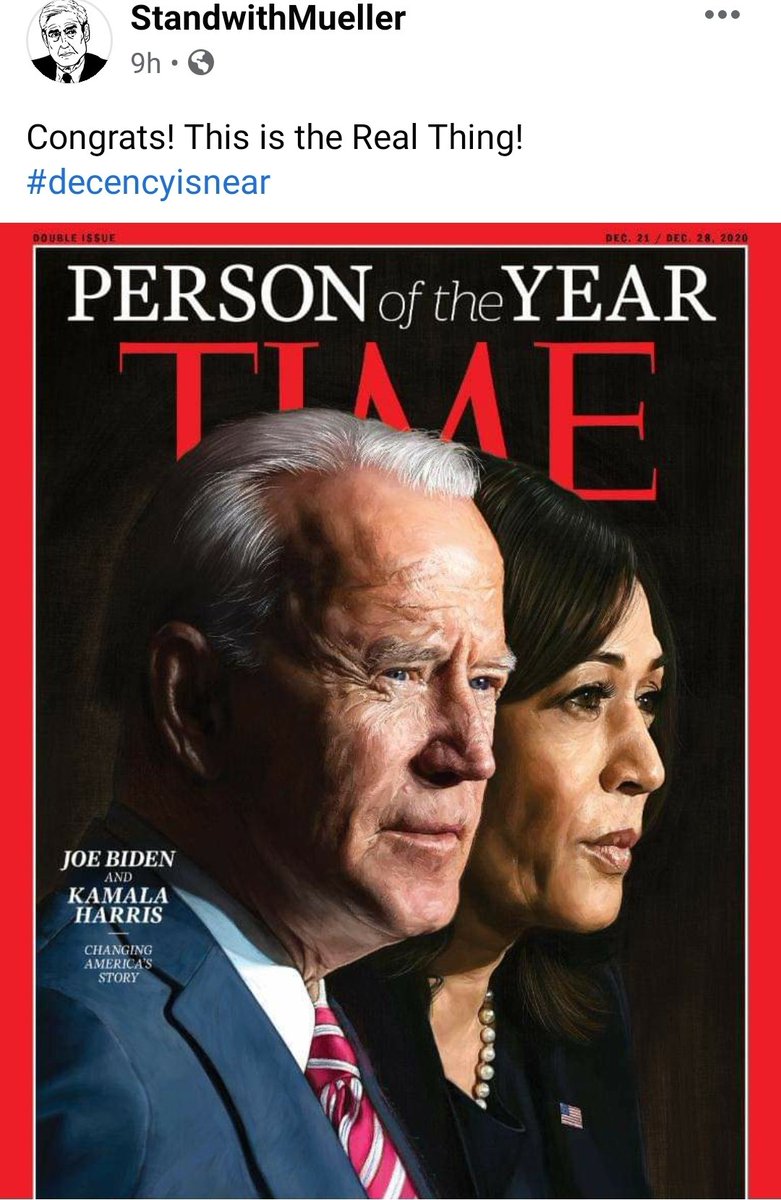 StandwithMueller
9h •
Congrats! This is the Real Thing!
#decencyisnear
DOUBLE ISSUE
DEC. 21 / DEC. 28, 2020
PERSON of the YEAR
TIME
JOE BIDEN
AND
KAMALA
HARRIS
CHANGING
AMERICA'S
STORY